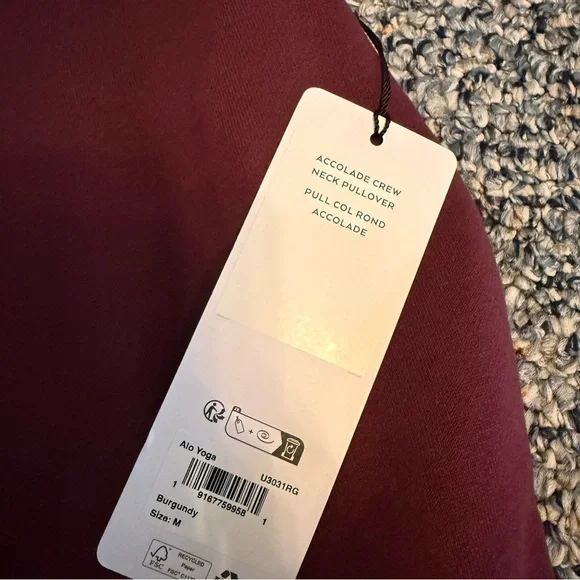 ACCOLADE CREW
NECK PULLOVER
PULL COL ROND
ACCOLADE
Alo Yoga
U3031RG
1 9167759958 1
Burgundy
Size: M
RECYCLED
Paper
FSC
FSC®